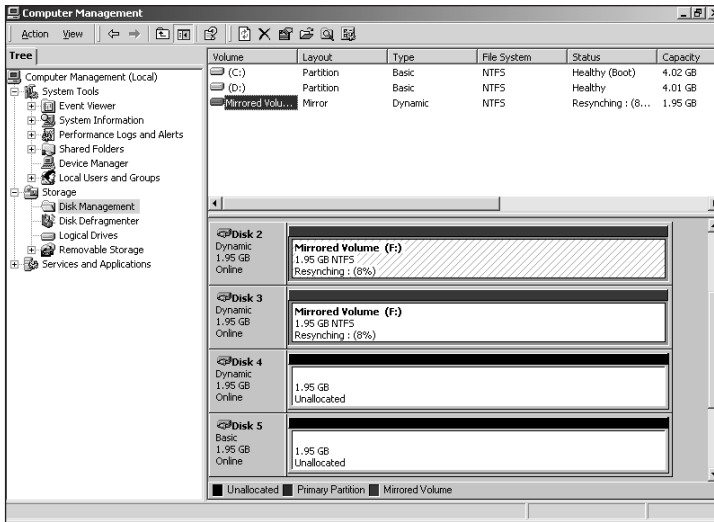 Computer Management
Action View
Tree
Computer Management (Local)
System Tools
Event Viewer
System Information
Performance Logs and Alerts
Shared Folders
Device Manager
Local Users and Groups
Storage
Disk Management
Disk Defragmenter
Logical Drives
Removable Storage
Services and Applications
Volume Layout Type File System Status Capacity
(C:) Partition Basic NTFS Healthy (Boot) 4.02 GB
(D:) Partition Basic NTFS Healthy 4.01 GB
Mirrored Volu... Mirror Dynamic NTFS Resynching : (8... 1.95 GB
Disk 2
Dynamic
1.95 GB
Online
Mirrored Volume (F:)
1.95 GB NTFS
Resynching : (8%)
Disk 3
Dynamic
1.95 GB
Online
Mirrored Volume (F:)
1.95 GB NTFS
Resynching : (8%)
Disk 4
Dynamic
1.95 GB
Online
1.95 GB
Unallocated
Disk 5
Basic
1.95 GB
Online
1.95 GB
Unallocated
Unallocated Primary Partition Mirrored Volume